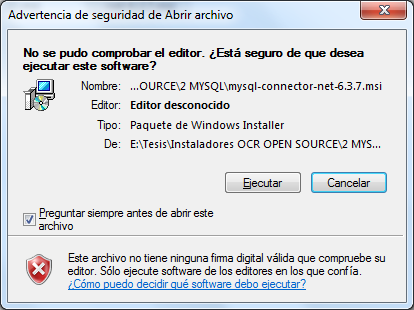 Advertencia de seguridad de Abrir archivo
No se pudo comprobar el editor. ¿Está seguro de que desea
ejecutar este software?
Nombre: ...OURCE\2 MYSQL\mysql-connector-net-6.3.7.msi
Editor: Editor desconocido
Tipo: Paquete de Windows Installer
De: E:\Tesis\Instaladores OCR OPEN SOURCE\2 MYS...
Ejecutar Cancelar
Preguntar siempre antes de abrir este
archivo
Este archivo no tiene ninguna firma digital válida que compruebe su
editor. Sólo ejecute software de los editores en los que confía.
¿Cómo puedo decidir qué software debo ejecutar?